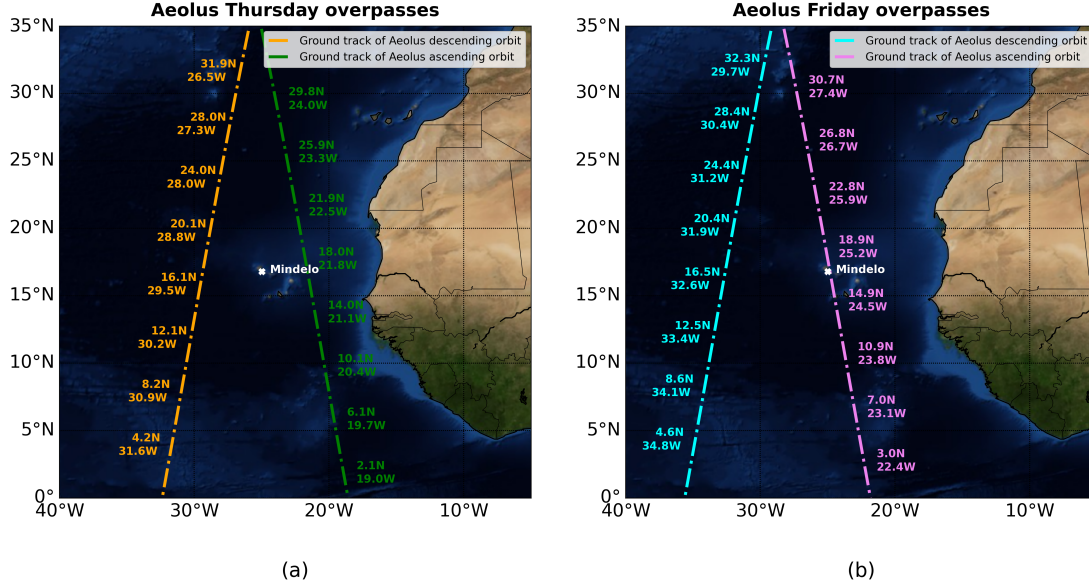 Aeolus Thursday overpasses
35°N
30°N
25°N
20°N
15°N
10°N
5°N
0°
40°W
30°W
20°W
10°W
Ground track of Aeolus descending orbit
Ground track of Aeolus ascending orbit
31.9N
26.5W
28.0N
27.3W
24.0N
28.0W
20.1N
28.8W
16.1N
29.5W
12.1N
30.2W
8.2N
30.9W
4.2N
31.6W
29.8N
24.0W
25.9N
23.3W
21.9N
22.5W
18.0N
21.8W
14.0N
21.1W
10.1N
20.4W
6.1N
19.7W
2.1N
19.0W
Mindelo
(a)
Aeolus Friday overpasses
35°N
30°N
25°N
20°N
15°N
10°N
5°N
0°
40°W
30°W
20°W
10°W
Ground track of Aeolus descending orbit
Ground track of Aeolus ascending orbit
32.3N
29.7W
28.4N
30.4W
24.4N
31.2W
20.4N
31.9W
16.5N
32.6W
12.5N
33.4W
8.6N
34.1W
4.6N
34.8W
30.7N
27.4W
26.8N
26.7W
22.8N
25.9W
18.9N
25.2W
14.9N
24.5W
10.9N
23.8W
7.0N
23.1W
3.0N
22.4W
Mindelo
(b)